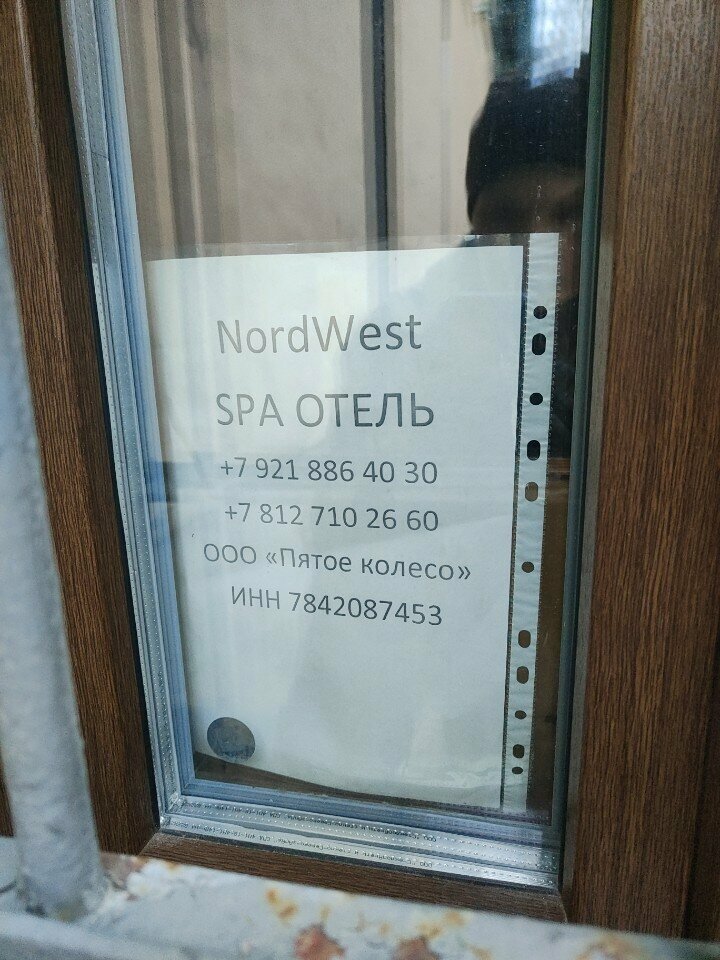 NordWest
SPA ОТЕЛЬ
+7 921 886 40 30
+7 812 710 26 60
ООО «Пятое колесо»
ИНН 7842087453